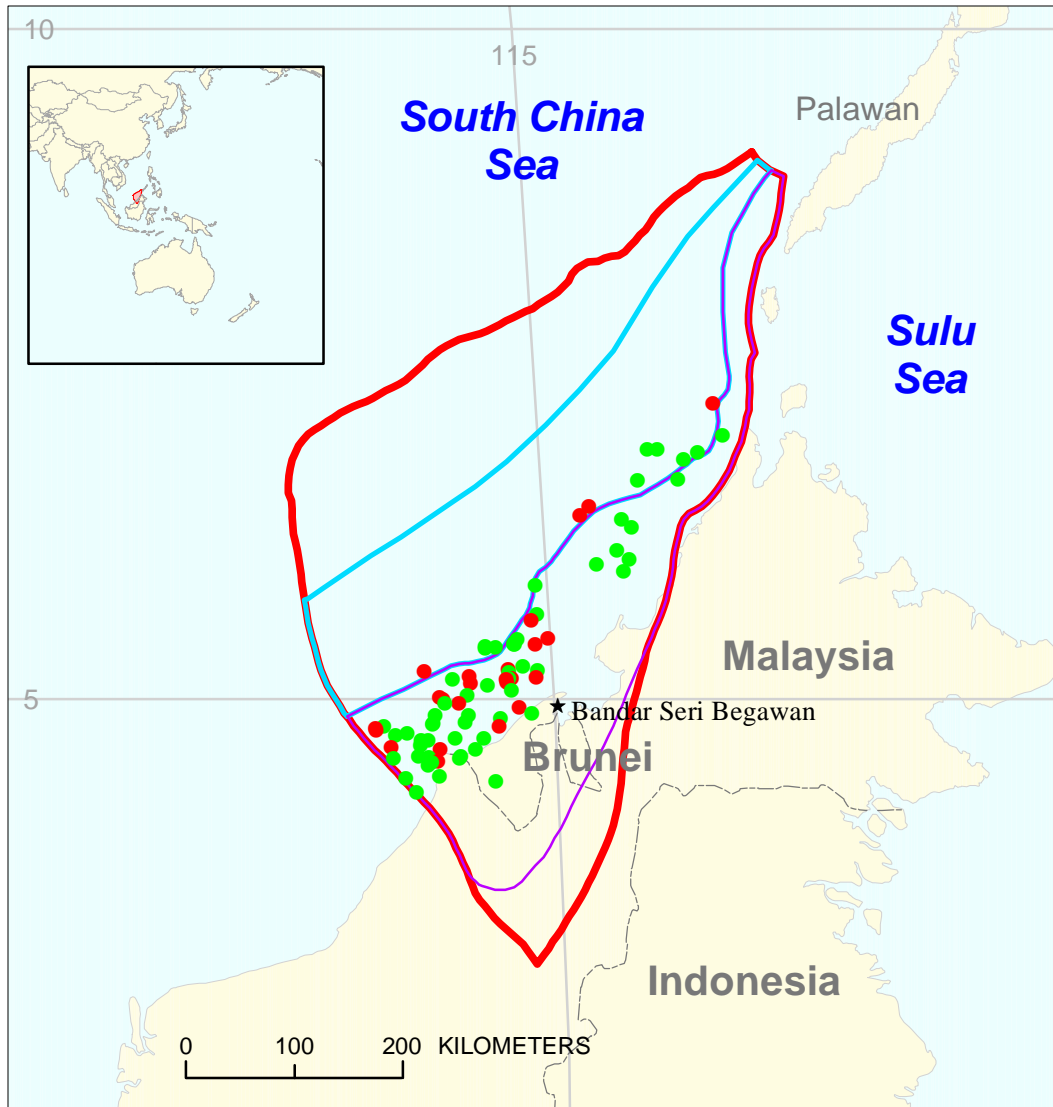 10
115
South China
Sea
Palawan
Sulu
Sea
Malaysia
5
Bandar Seri Begawan
Brunei
Indonesia
0 100 200 KILOMETERS